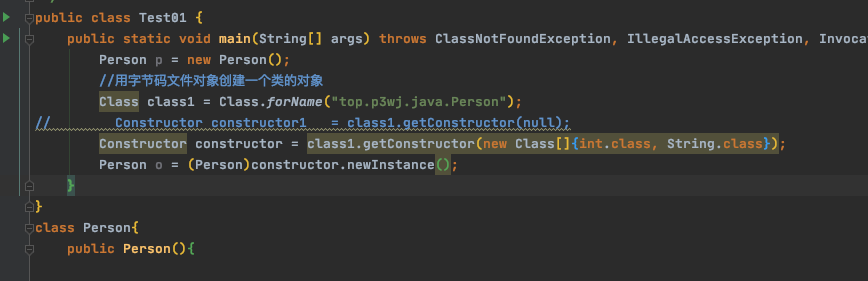 public class Test01 {
public static void main(String[] args) throws ClassNotFoundException, IllegalAccessException, Invocat
Person p = new Person();
//用字节码文件对象创建一个类的对象
Class class1 = Class.forName("top.p3wj.java.Person");
// Constructor constructor1 = class1.getConstructor(null);
Constructor constructor = class1.getConstructor(new Class[]{int.class, String.class});
Person o = (Person)constructor.newInstance();
}
}
class Person{
public Person(){